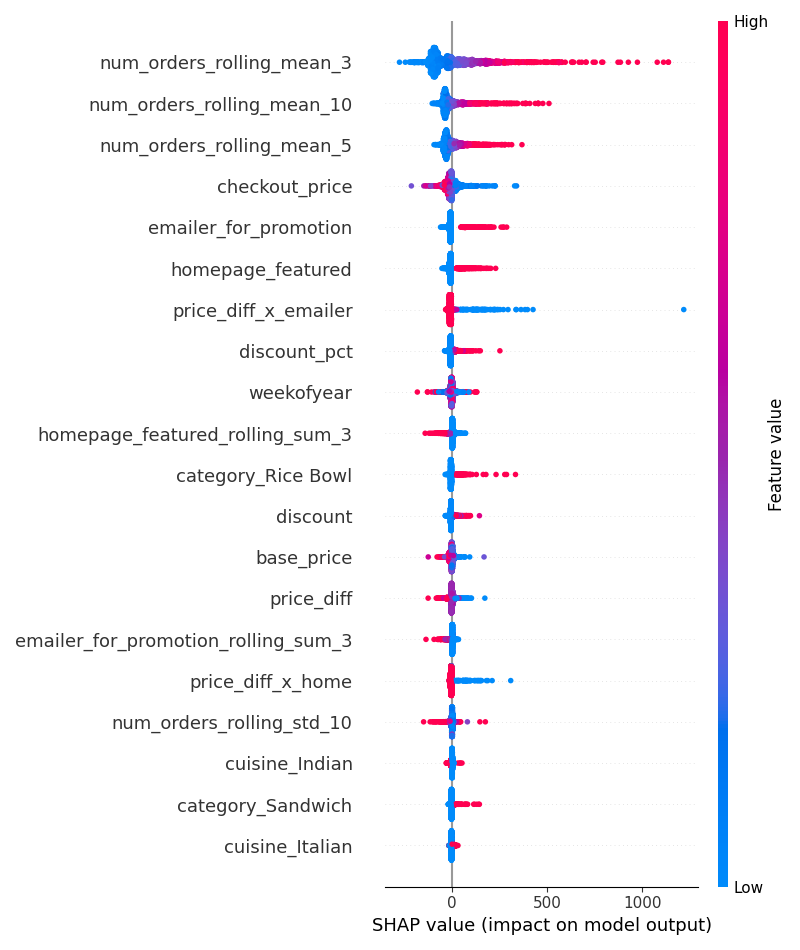 High
num_orders_rolling_mean_3
num_orders_rolling_mean_10
num_orders_rolling_mean_5
checkout_price
emailer_for_promotion
homepage_featured
price_diff_x_emailer
discount_pct
weekofyear
homepage_featured_rolling_sum_3
category_Rice Bowl
discount
base_price
price_diff
emailer_for_promotion_rolling_sum_3
price_diff_x_home
num_orders_rolling_std_10
cuisine_Indian
category_Sandwich
cuisine_Italian
Feature value
Low
0 500 1000
SHAP value (impact on model output)